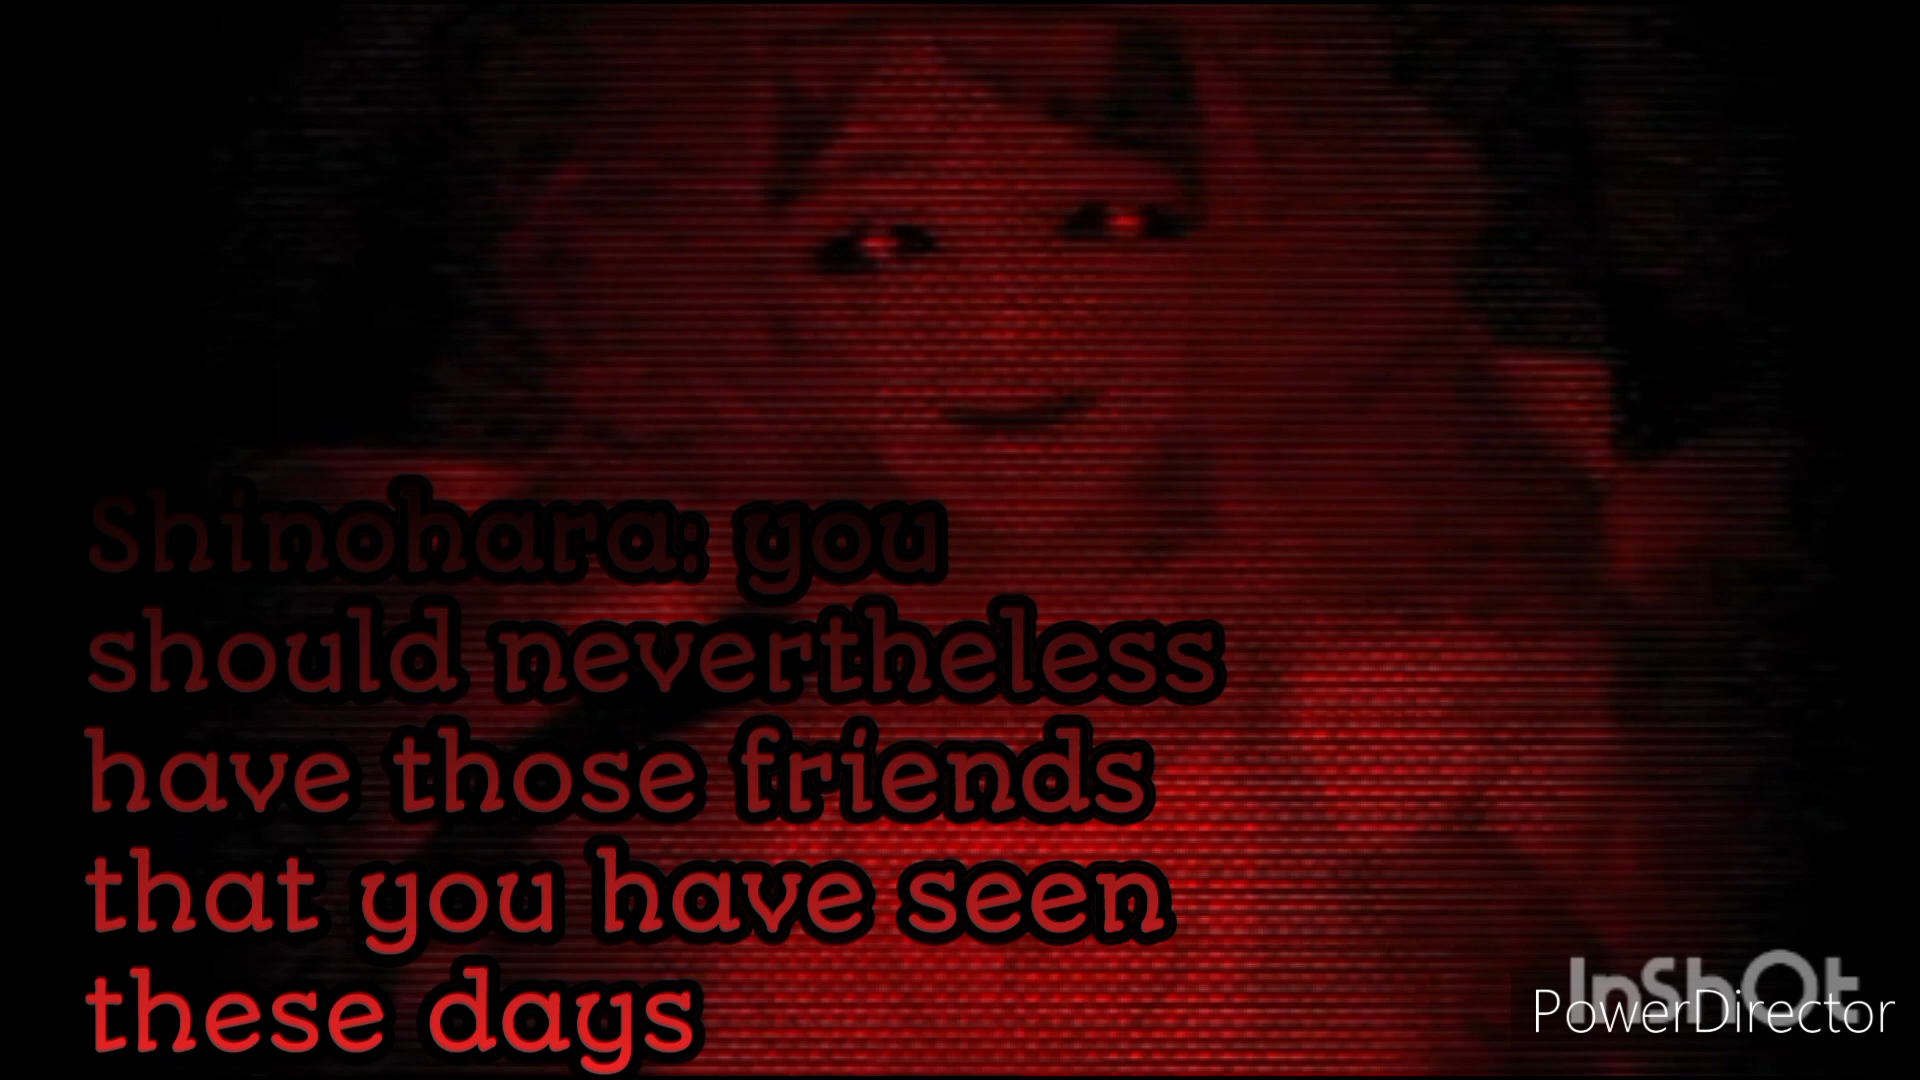 Shinohara: you
should nevertheless
have those friends
that you have seen
these days
InShOt
PowerDirector